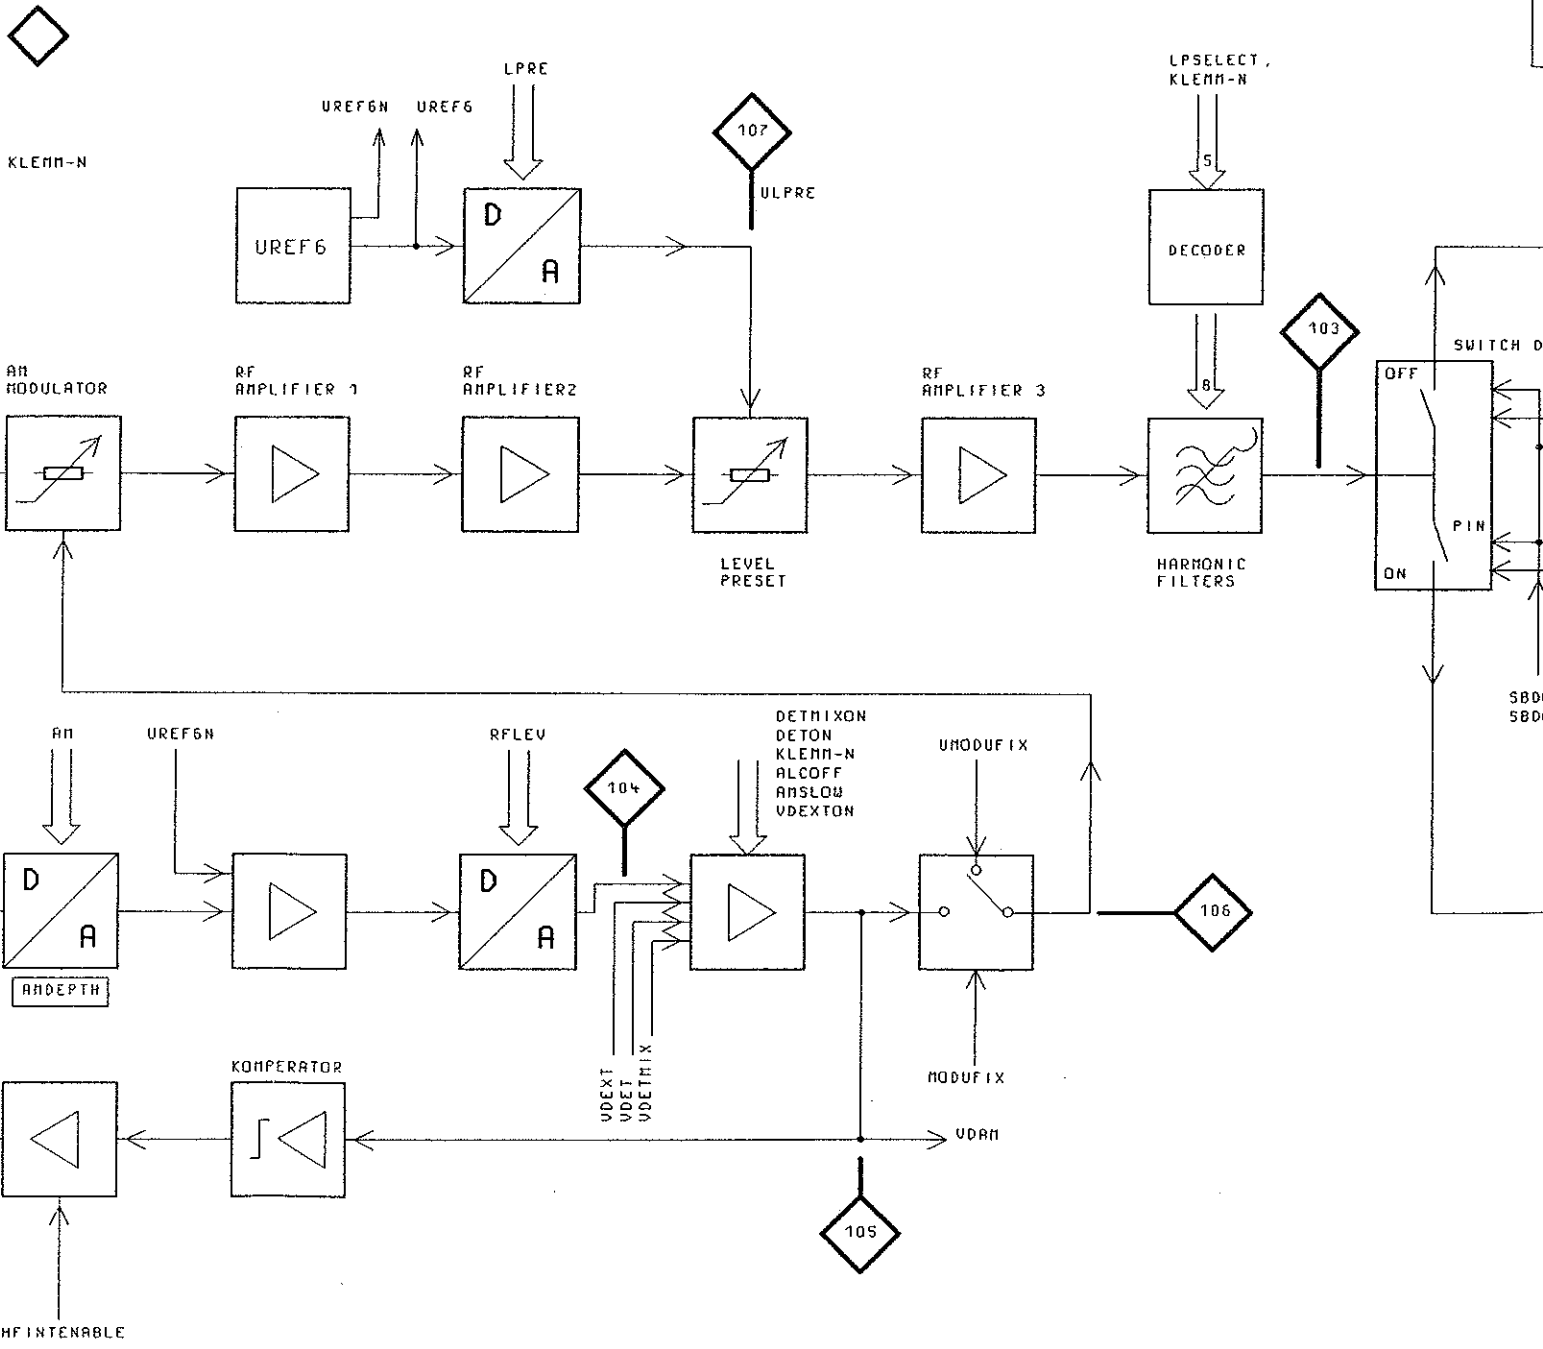 LPRE
LPSELECT,
KLEMM-N
UREF6N
UREF6
107
5
KLEMM-N
ULPRE
UREF6
D
A
DECODER
103
SWITCH D
AM
MODULATOR
RF
AMPLIFIER 1
RF
AMPLIFIER2
RF
AMPLIFIER 3
8
OFF
PIN
ON
LEVEL
PRESET
HARMONIC
FILTERS
AM
UREF6N
RFLEV
DETMIXON
DETON
KLEMM-N
ALCOFF
AMSLOW
VDEXTON
UMODUFIX
104
D
A
D
A
106
AMDEPTH
KOMPERATOR
VDEXT
VDET
VDETMIX
MODUFIX
VDAM
105
HFINTENABLE